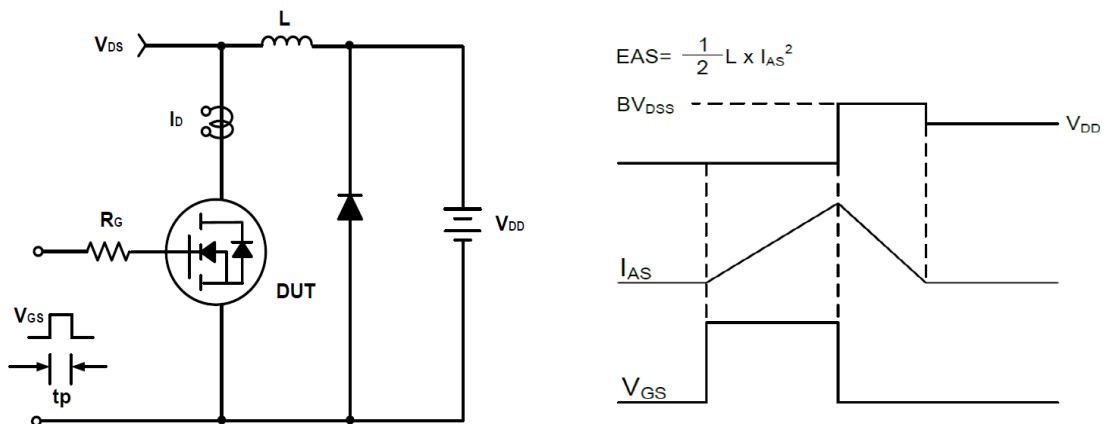 L
VDS
ID
RG
VDD
DUT
VGS
tp
EAS= 1/2 L x IAS²
BVDSS
VDD
IAS
VGS